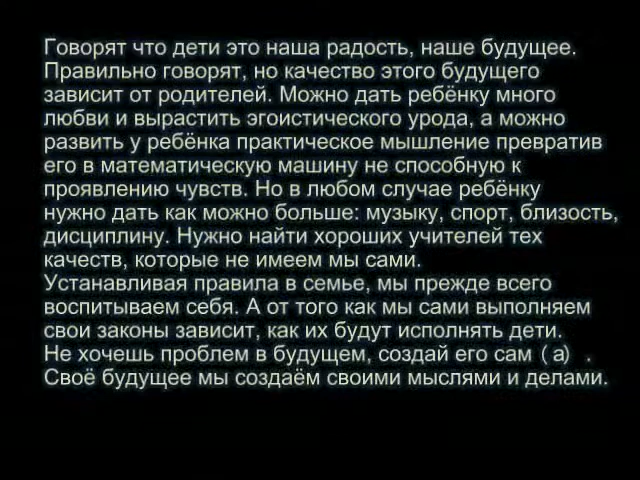 Говорят что дети это наша радость, наше будущее.
Правильно говорят, но качество этого будущего
зависит от родителей. Можно дать ребёнку много
любви и вырастить эгоистического урода, а можно
развить у ребёнка практическое мышление превратив
его в математическую машину не способную к
проявлению чувств. Но в любом случае ребёнку
нужно дать как можно больше: музыку, спорт, близость,
дисциплину. Нужно найти хороших учителей тех
качеств, которые не имеем мы сами.
Устанавливая правила в семье, мы прежде всего
воспитываем себя. А от того как мы сами выполняем
свои законы зависит, как их будут исполнять дети.
Не хочешь проблем в будущем, создай его сам (а) .
Своё будущее мы создаём своими мыслями и делами.